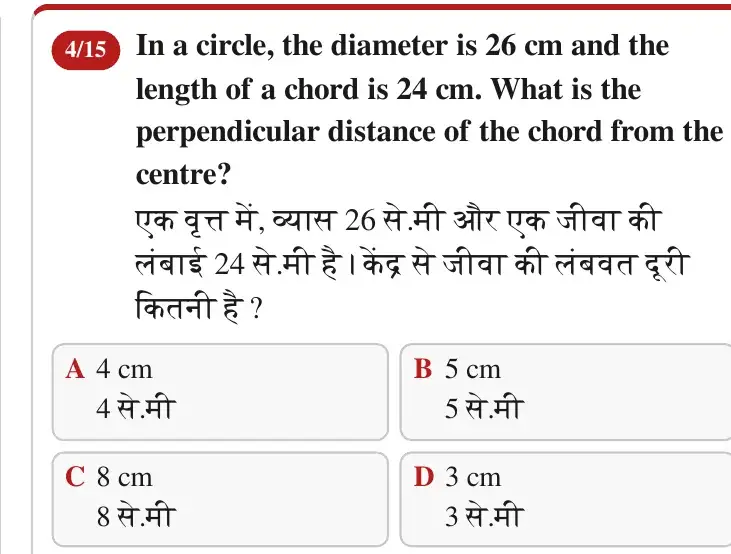 4/15 In a circle, the diameter is 26 cm and the
length of a chord is 24 cm. What is the
perpendicular distance of the chord from the
centre?
एक वृत्त में, व्यास 26 से.मी और एक जीवा की
लंबाई 24 से.मी है। केंद्र से जीवा की लंबवत दूरी
कितनी है ?
A 4 cm
4 से.मी
B 5 cm
5 से.मी
C 8 cm
8 से.मी
D 3 cm
3 से.मी